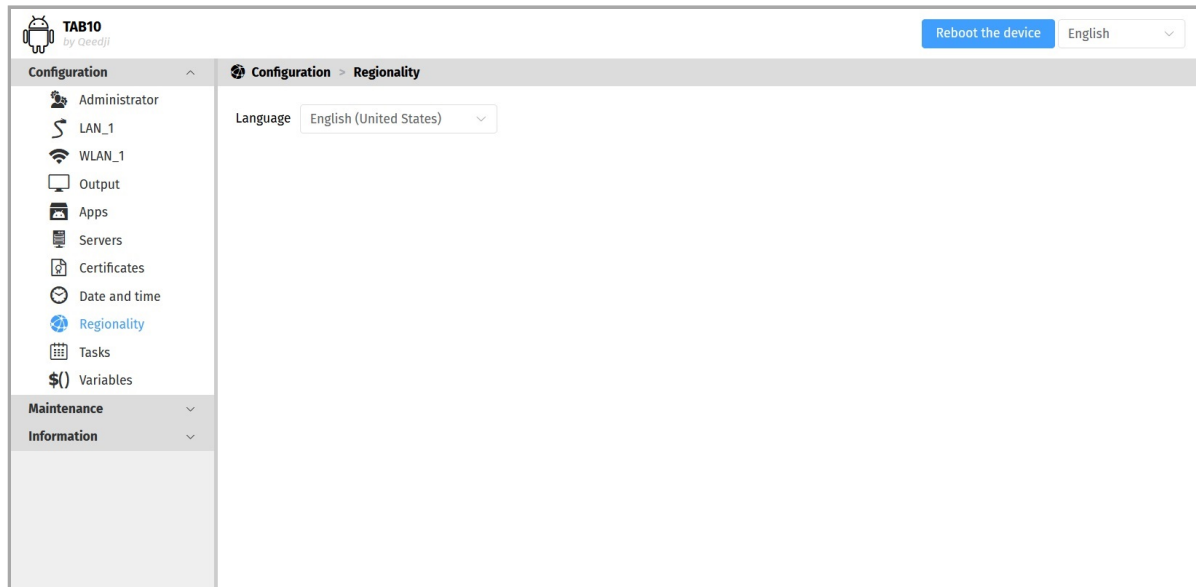 TAB10
by Qeedji
Reboot the device
English
Configuration
Administrator
LAN_1
WLAN_1
Output
Apps
Servers
Certificates
Date and time
Regionality
Tasks
$() Variables
Maintenance
Information
Configuration > Regionality
Language English (United States)